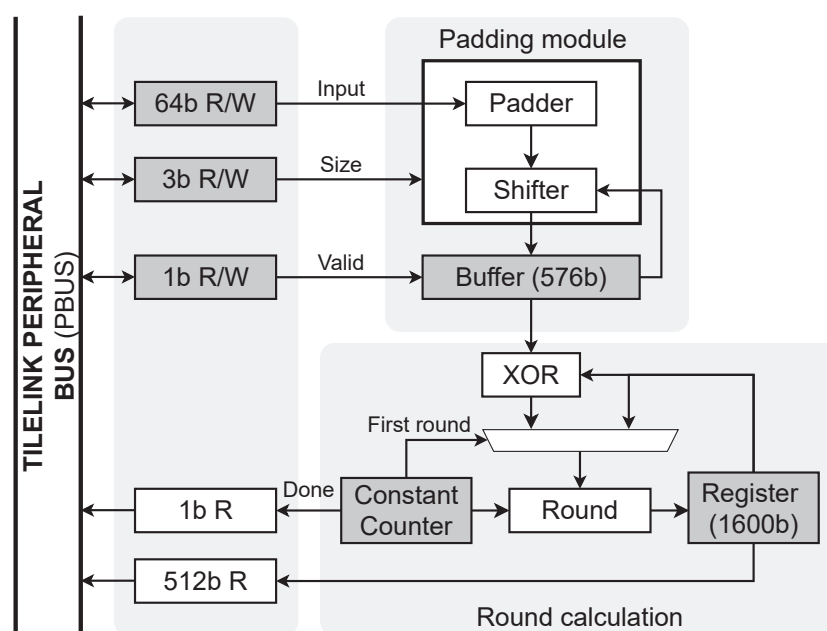 TILELINK PERIPHERAL
BUS (PBUS)
Padding module
64b R/W
Input
Padder
3b R/W
Size
Shifter
1b R/W
Valid
Buffer (576b)
XOR
First round
1b R
Done
Constant
Counter
Round
Register
(1600b)
512b R
Round calculation